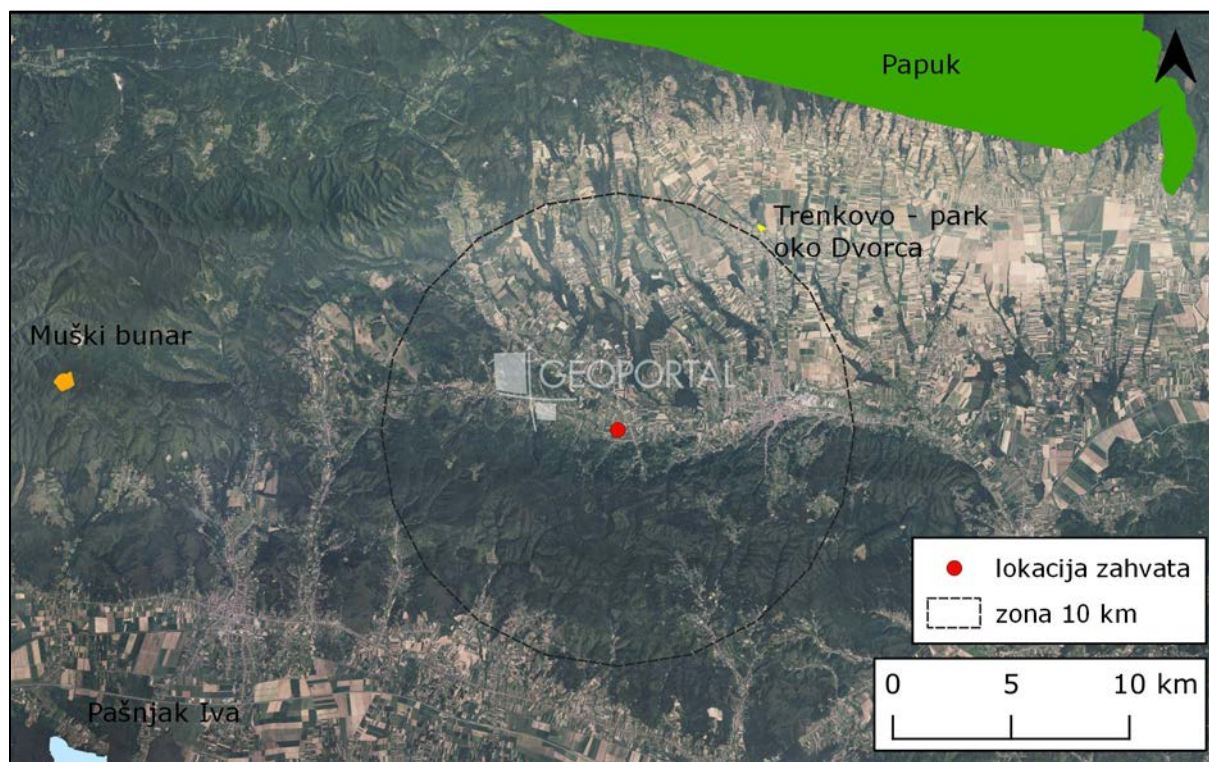 Papuk
Trenkovo - park
oko Dvorca
Muški bunar
GEOPORTAL
lokacija zahvata
zona 10 km
0 5 10 km
Pašnjak Iva